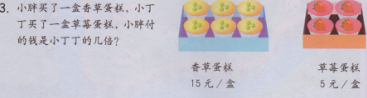 3. 小胖买了一盒香草蛋糕，小丁
丁买了一盒草莓蛋糕，小胖付
的钱是小丁丁的几倍？
香草蛋糕
15 元／盒
草莓蛋糕
5 元／盒